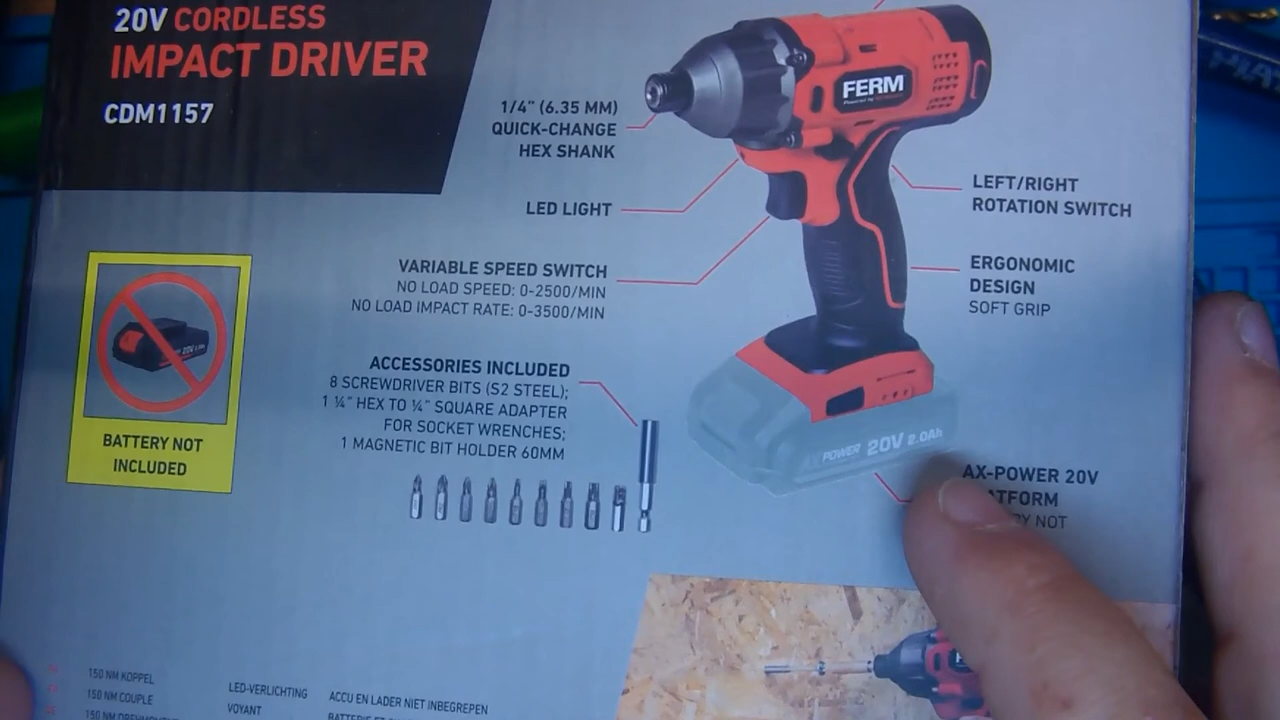 20V CORDLESS
IMPACT DRIVER
CDM1157
1/4" (6.35 MM)
QUICK-CHANGE
HEX SHANK
FERM
LED LIGHT
LEFT/RIGHT
ROTATION SWITCH
VARIABLE SPEED SWITCH
NO LOAD SPEED: 0-2500/MIN
NO LOAD IMPACT RATE: 0-3500/MIN
ERGONOMIC
DESIGN
SOFT GRIP
ACCESSORIES INCLUDED
8 SCREWDRIVER BITS (S2 STEEL);
1 ¼" HEX TO ¼" SQUARE ADAPTER
FOR SOCKET WRENCHES;
1 MAGNETIC BIT HOLDER 60MM
BATTERY NOT
INCLUDED
POWER 20V 2.0Ah
AX-POWER 20V
NOT
150 NM KOPPEL
150 NM COUPLE
LED-VERLICHTING
VOYANT
ACCU EN LADER NIET INBEGREPEN